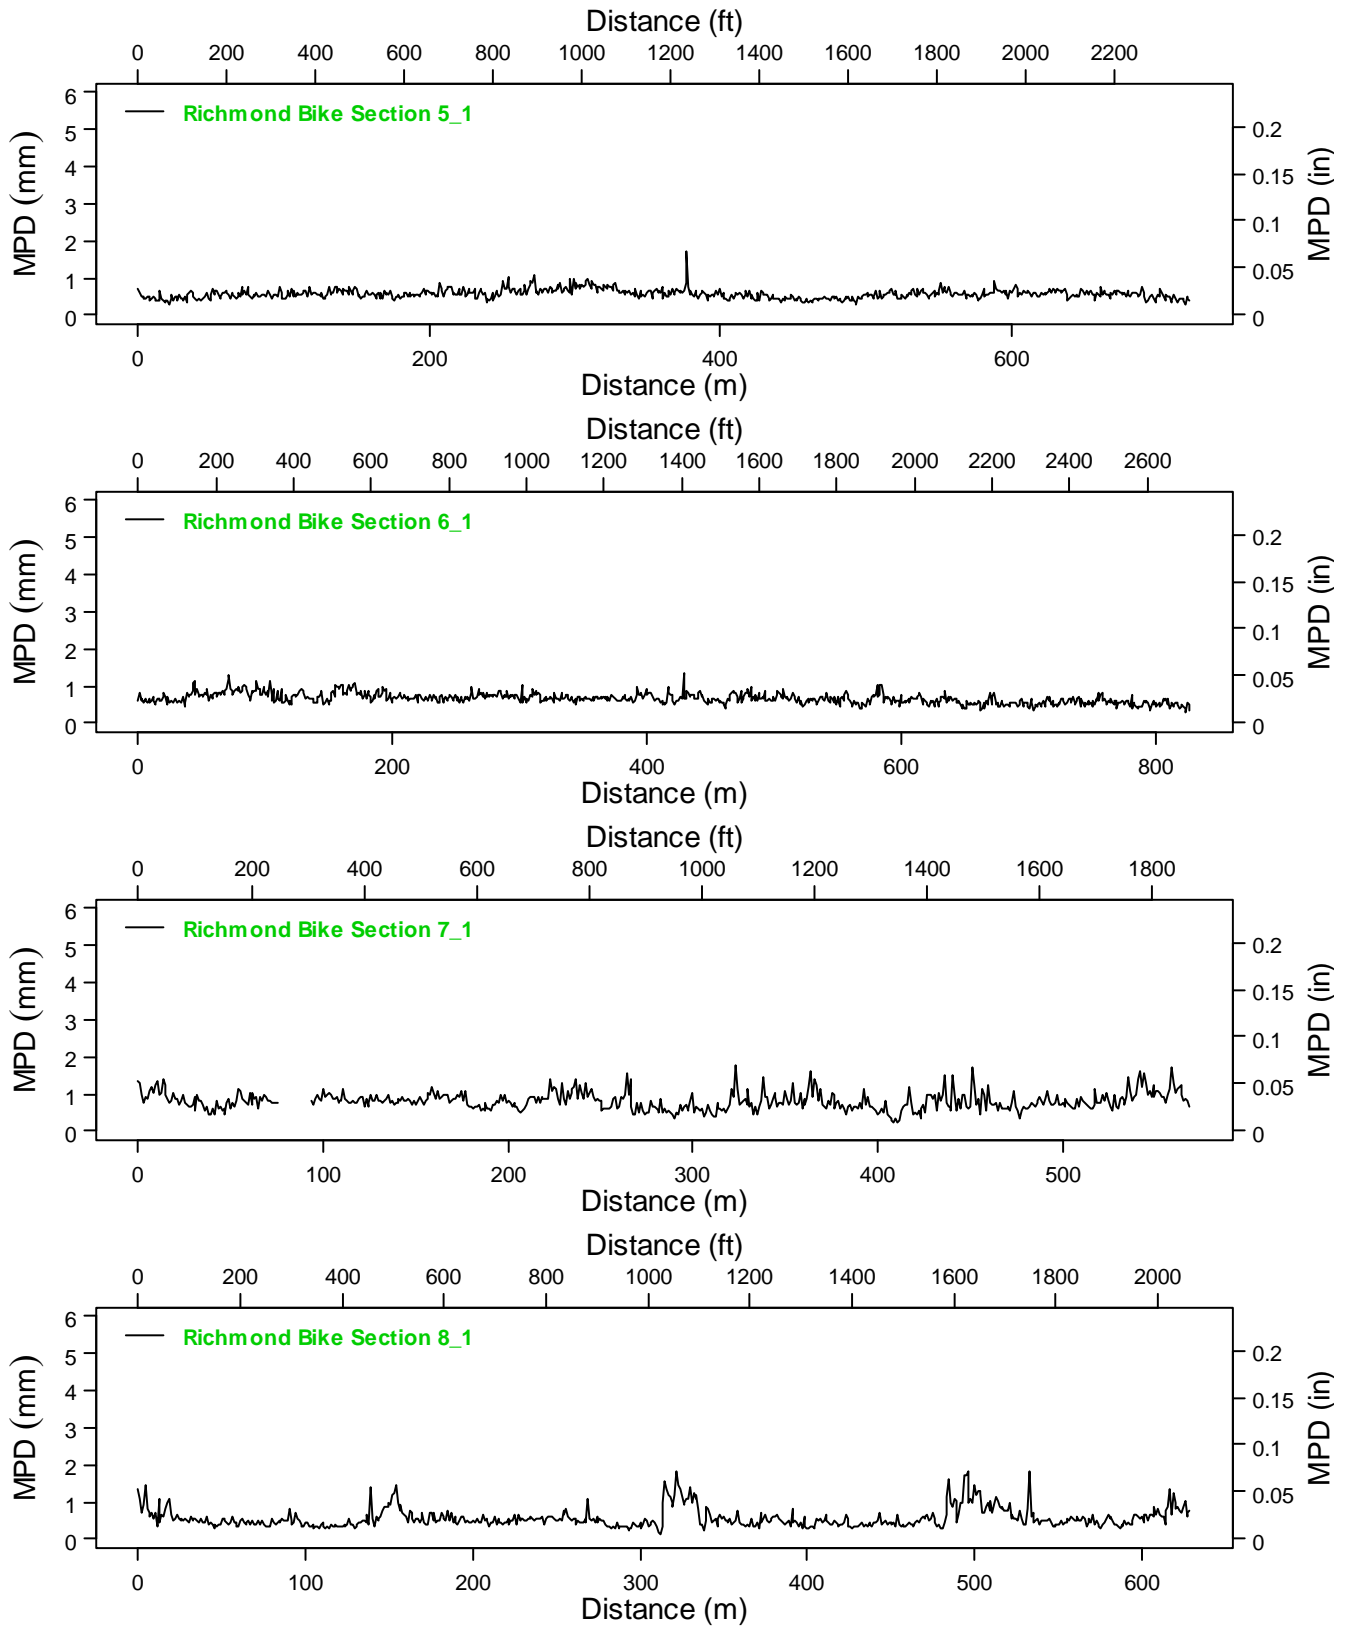 Distance (ft)
0 200 400 600 800 1000 1200 1400 1600 1800 2000 2200
Richmond Bike Section 5_1
MPD (mm)
6
5
4
3
2
1
0
0.2
0.15
0.1
0.05
0
MPD (in)
0 200 400 600
Distance (m)
Distance (ft)
0 200 400 600 800 1000 1200 1400 1600 1800 2000 2200 2400 2600
Richmond Bike Section 6_1
MPD (mm)
6
5
4
3
2
1
0
0.2
0.15
0.1
0.05
0
MPD (in)
0 200 400 600 800
Distance (m)
Distance (ft)
0 200 400 600 800 1000 1200 1400 1600 1800
Richmond Bike Section 7_1
MPD (mm)
6
5
4
3
2
1
0
0.2
0.15
0.1
0.05
0
MPD (in)
0 100 200 300 400 500
Distance (m)
Distance (ft)
0 200 400 600 800 1000 1200 1400 1600 1800 2000
Richmond Bike Section 8_1
MPD (mm)
6
5
4
3
2
1
0
0.2
0.15
0.1
0.05
0
MPD (in)
0 100 200 300 400 500 600
Distance (m)